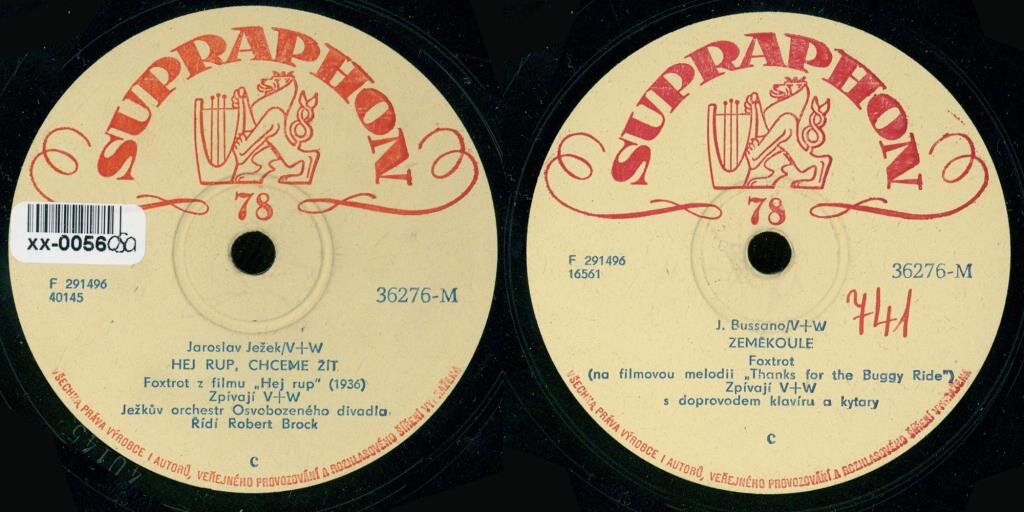 SUPRAPHON
78
xx-0056
F 291496
40145
36276-M
Jaroslav Ježek/V+W
HEJ RUP, CHCEME ŽÍT
Foxtrot z filmu „Hej rup" (1936)
Zpívají V+W
Ježkův orchestr Osvobozeného divadla.
Řídí Robert Brock
c
VŠECHNA PRÁVA VÝROBCE I AUTORŮ, VEŘEJNÉHO PROVOZOVÁNÍ A ROZHLASOVÉHO ŠÍŘENÍ VYHRAŽENA
40145
SUPRAPHON
78
F 291496
16561
36276-M
741
J. Bussano/V+W
ZEMĚKOULE
Foxtrot
(na filmovou melodii „Thanks for the Buggy Ride")
Zpívají V+W
s doprovodem klavíru a kytary
c
VŠECHNA PRÁVA VÝROBCE I AUTORŮ, VEŘEJNÉHO PROVOZOVÁNÍ A ROZHLASOVÉHO ŠÍŘENÍ VYHRAŽENA